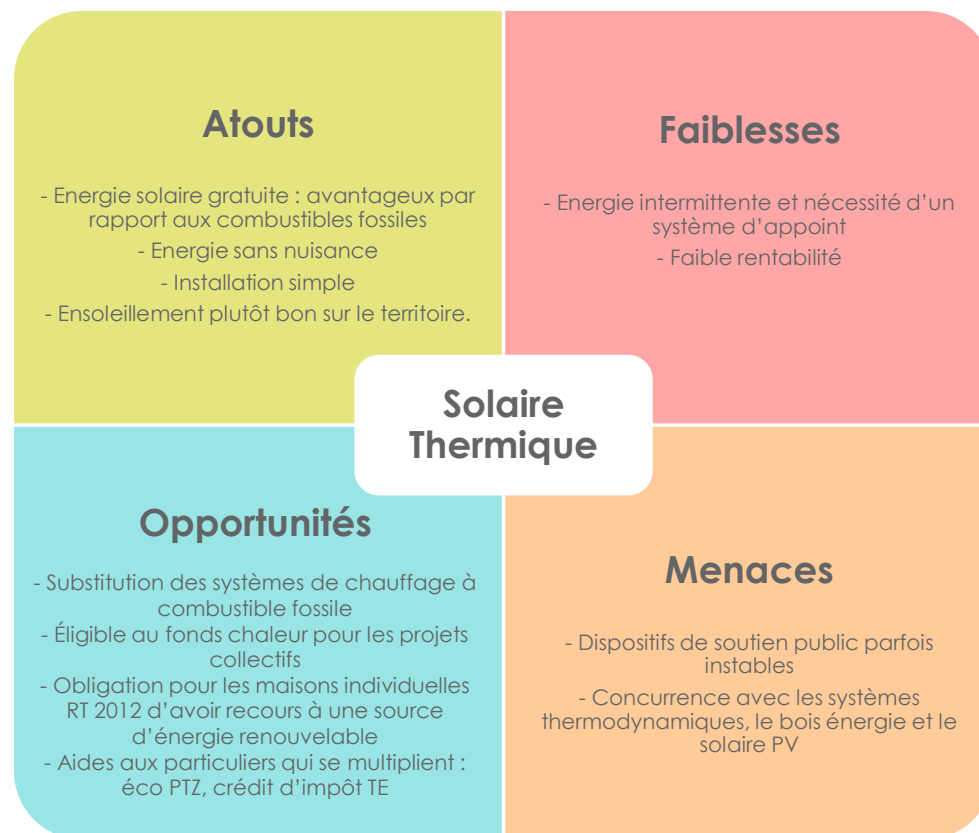 Atouts
- Energie solaire gratuite : avantageux par
rapport aux combustibles fossiles
- Energie sans nuisance
- Installation simple
- Ensoleillement plutôt bon sur le territoire.
Faiblesses
- Energie intermittente et nécessité d’un
système d’appoint
- Faible rentabilité
Solaire
Thermique
Opportunités
- Substitution des systèmes de chauffage à
combustible fossile
- Éligible au fonds chaleur pour les projets
collectifs
- Obligation pour les maisons individuelles
RT 2012 d’avoir recours à une source
d’énergie renouvelable
- Aides aux particuliers qui se multiplient :
éco PTZ, crédit d’impôt TE
Menaces
- Dispositifs de soutien public parfois
instables
- Concurrence avec les systèmes
thermodynamiques, le bois énergie et le
solaire PV